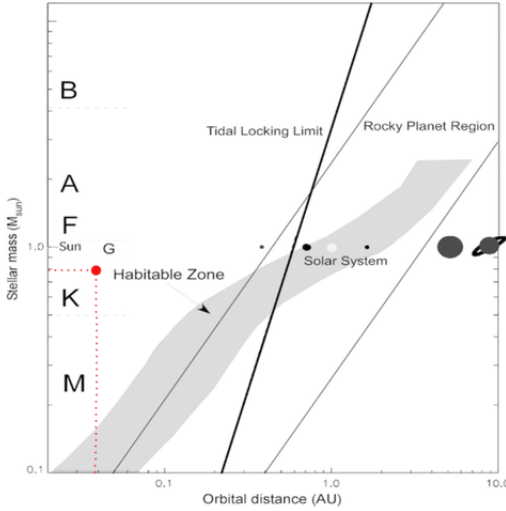 B
Tidal Locking Limit
Rocky Planet Region
A
F
Sun
G
1.0
Solar System
Habitable Zone
K
M
Stellar mass (Msun)
0.1
0.1
1.0
10.0
Orbital distance (AU)